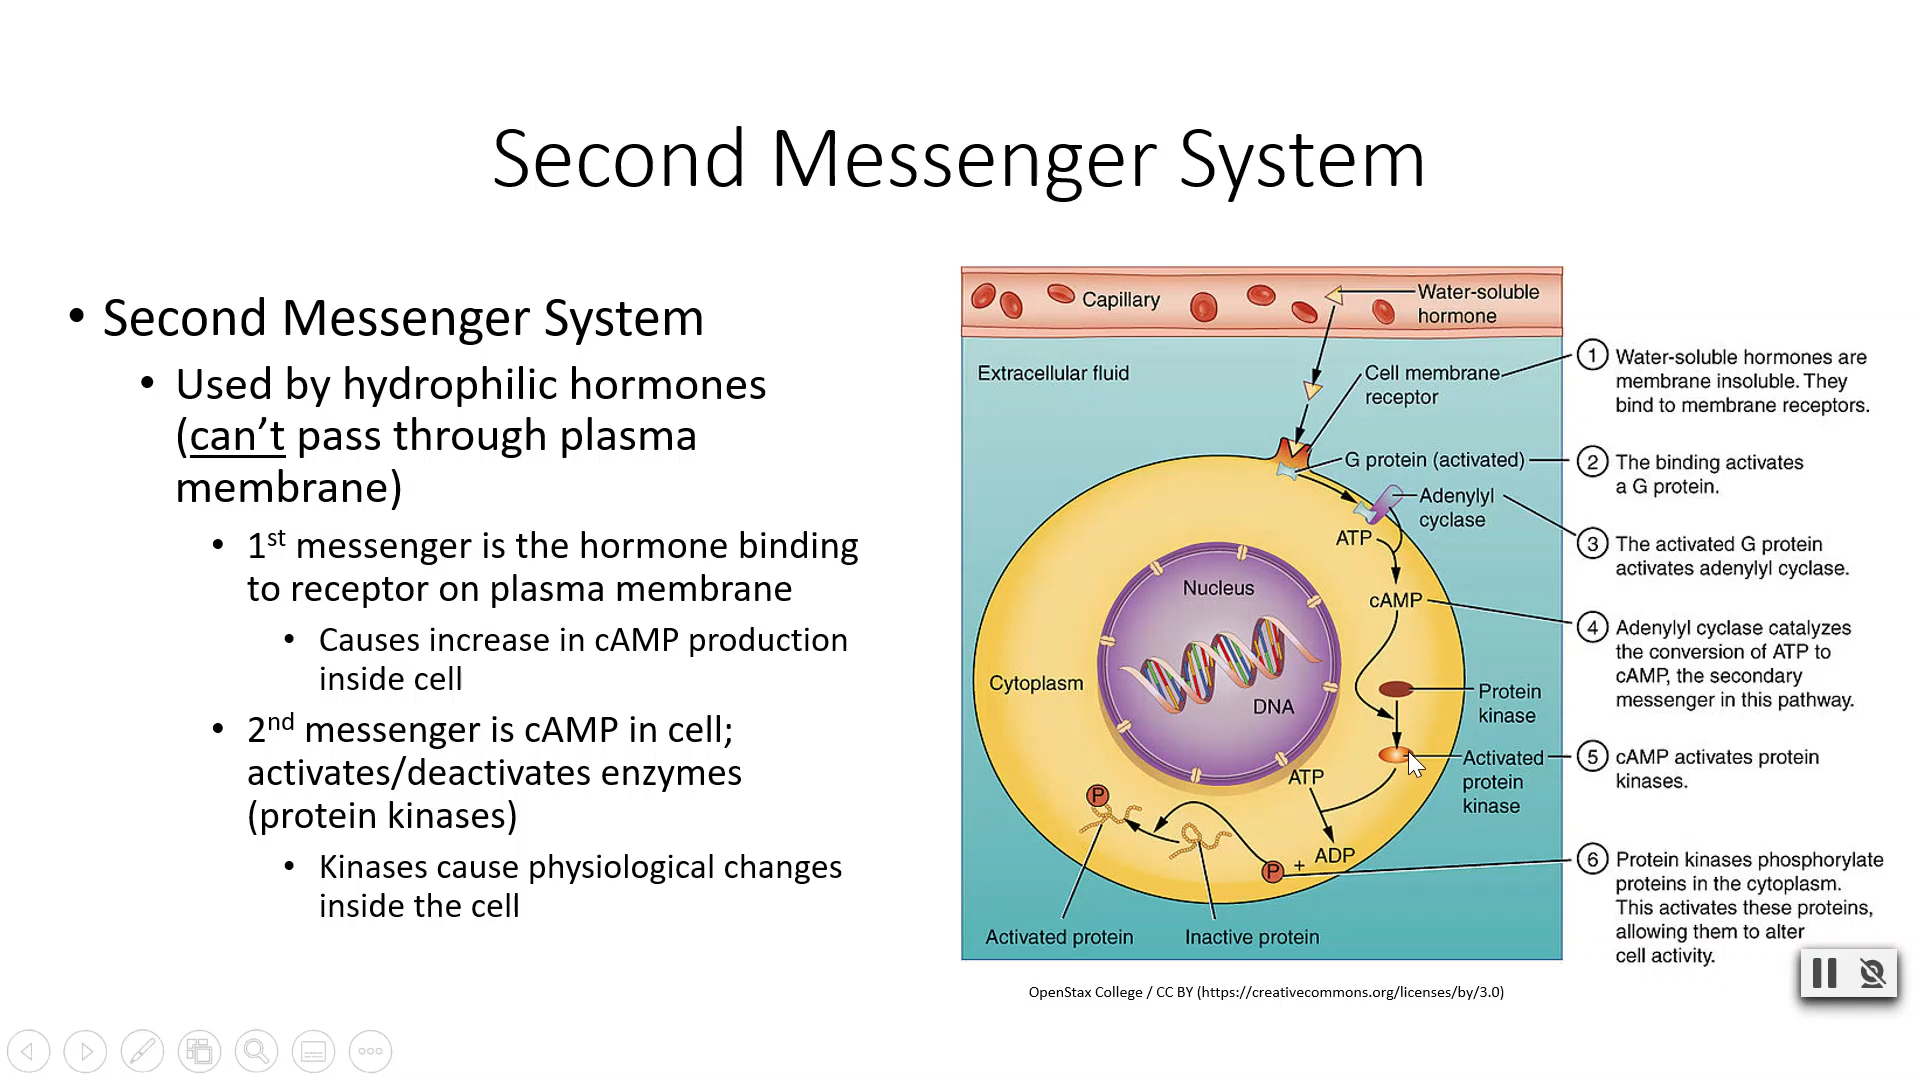 Second Messenger System
• Second Messenger System
• Used by hydrophilic hormones
(can’t pass through plasma
membrane)
• 1st messenger is the hormone binding
to receptor on plasma membrane
• Causes increase in cAMP production
inside cell
• 2nd messenger is cAMP in cell;
activates/deactivates enzymes
(protein kinases)
• Kinases cause physiological changes
inside the cell
Capillary
Water-soluble
hormone
Extracellular fluid
Cell membrane
receptor
G protein (activated)
Adenylyl
cyclase
ATP
cAMP
Nucleus
DNA
Cytoplasm
Protein
kinase
Activated
protein
kinase
ATP
ADP
+
P
P
Activated protein
Inactive protein
1 Water-soluble hormones are
membrane insoluble. They
bind to membrane receptors.
2 The binding activates
a G protein.
3 The activated G protein
activates adenylyl cyclase.
4 Adenylyl cyclase catalyzes
the conversion of ATP to
cAMP, the secondary
messenger in this pathway.
5 cAMP activates protein
kinases.
6 Protein kinases phosphorylate
proteins in the cytoplasm.
This activates these proteins,
allowing them to alter
cell activity.
OpenStax College / CC BY (https://creativecommons.org/licenses/by/3.0)